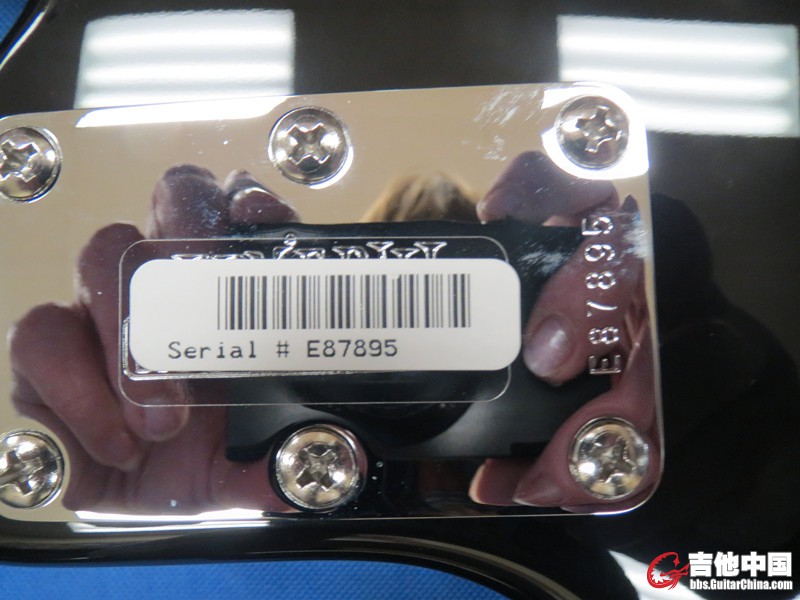 Serial # E87895
E87895
吉他中国
bbs.GuitarChina.com